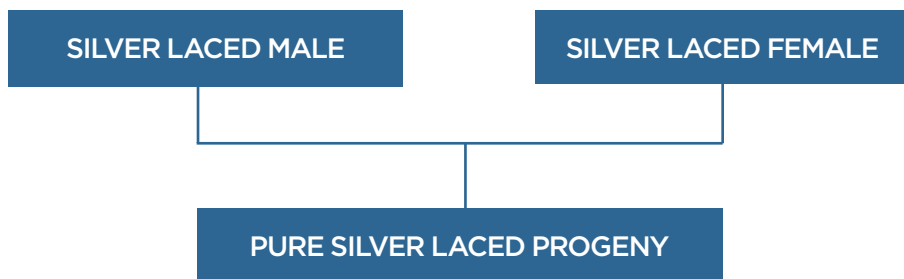 SILVER LACED MALE
SILVER LACED FEMALE
PURE SILVER LACED PROGENY